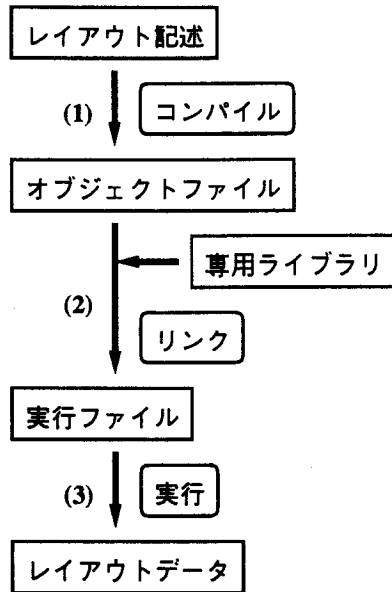 レイアウト記述
(1)
コンパイル
オブジェクトファイル
専用ライブラリ
(2)
リンク
実行ファイル
(3)
実行
レイアウトデータ